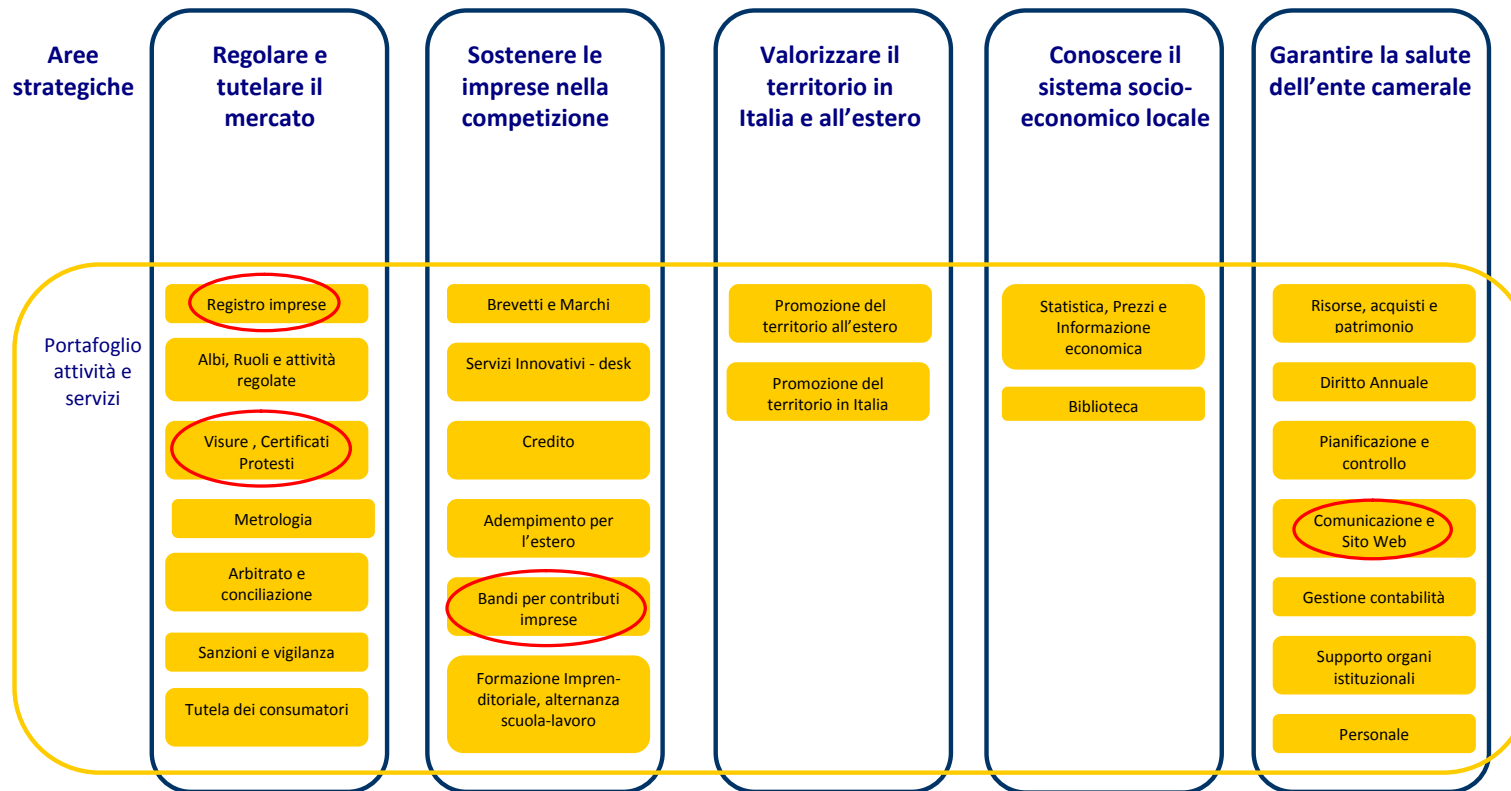 Aree
strategiche
Regolare e
tutelare il
mercato
Sostenere le
imprese nella
competizione
Valorizzare il
territorio in
Italia e all’estero
Conoscere il
sistema socio-
economico locale
Garantire la salute
dell’ente camerale
Portafoglio
attività e
servizi
Registro imprese
Albi, Ruoli e attività
regolate
Visure , Certificati
Protesti
Metrologia
Arbitrato e
conciliazione
Sanzioni e vigilanza
Tutela dei consumatori
Brevetti e Marchi
Servizi Innovativi - desk
Credito
Adempimento per
l’estero
Bandi per contributi
imprese
Formazione Impren-
ditoriale, alternanza
scuola-lavoro
Promozione del
territorio all’estero
Promozione del
territorio in Italia
Statistica, Prezzi e
Informazione
economica
Biblioteca
Risorse, acquisti e
patrimonio
Diritto Annuale
Pianificazione e
controllo
Comunicazione e
Sito Web
Gestione contabilità
Supporto organi
istituzionali
Personale